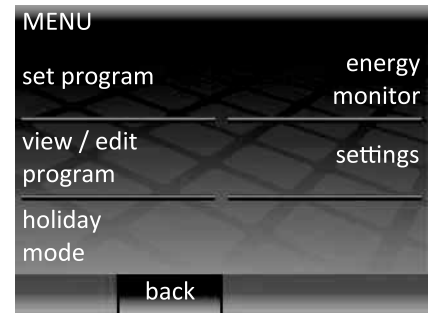 MENU
set program
energy
monitor
view / edit
program
settings
holiday
mode
back